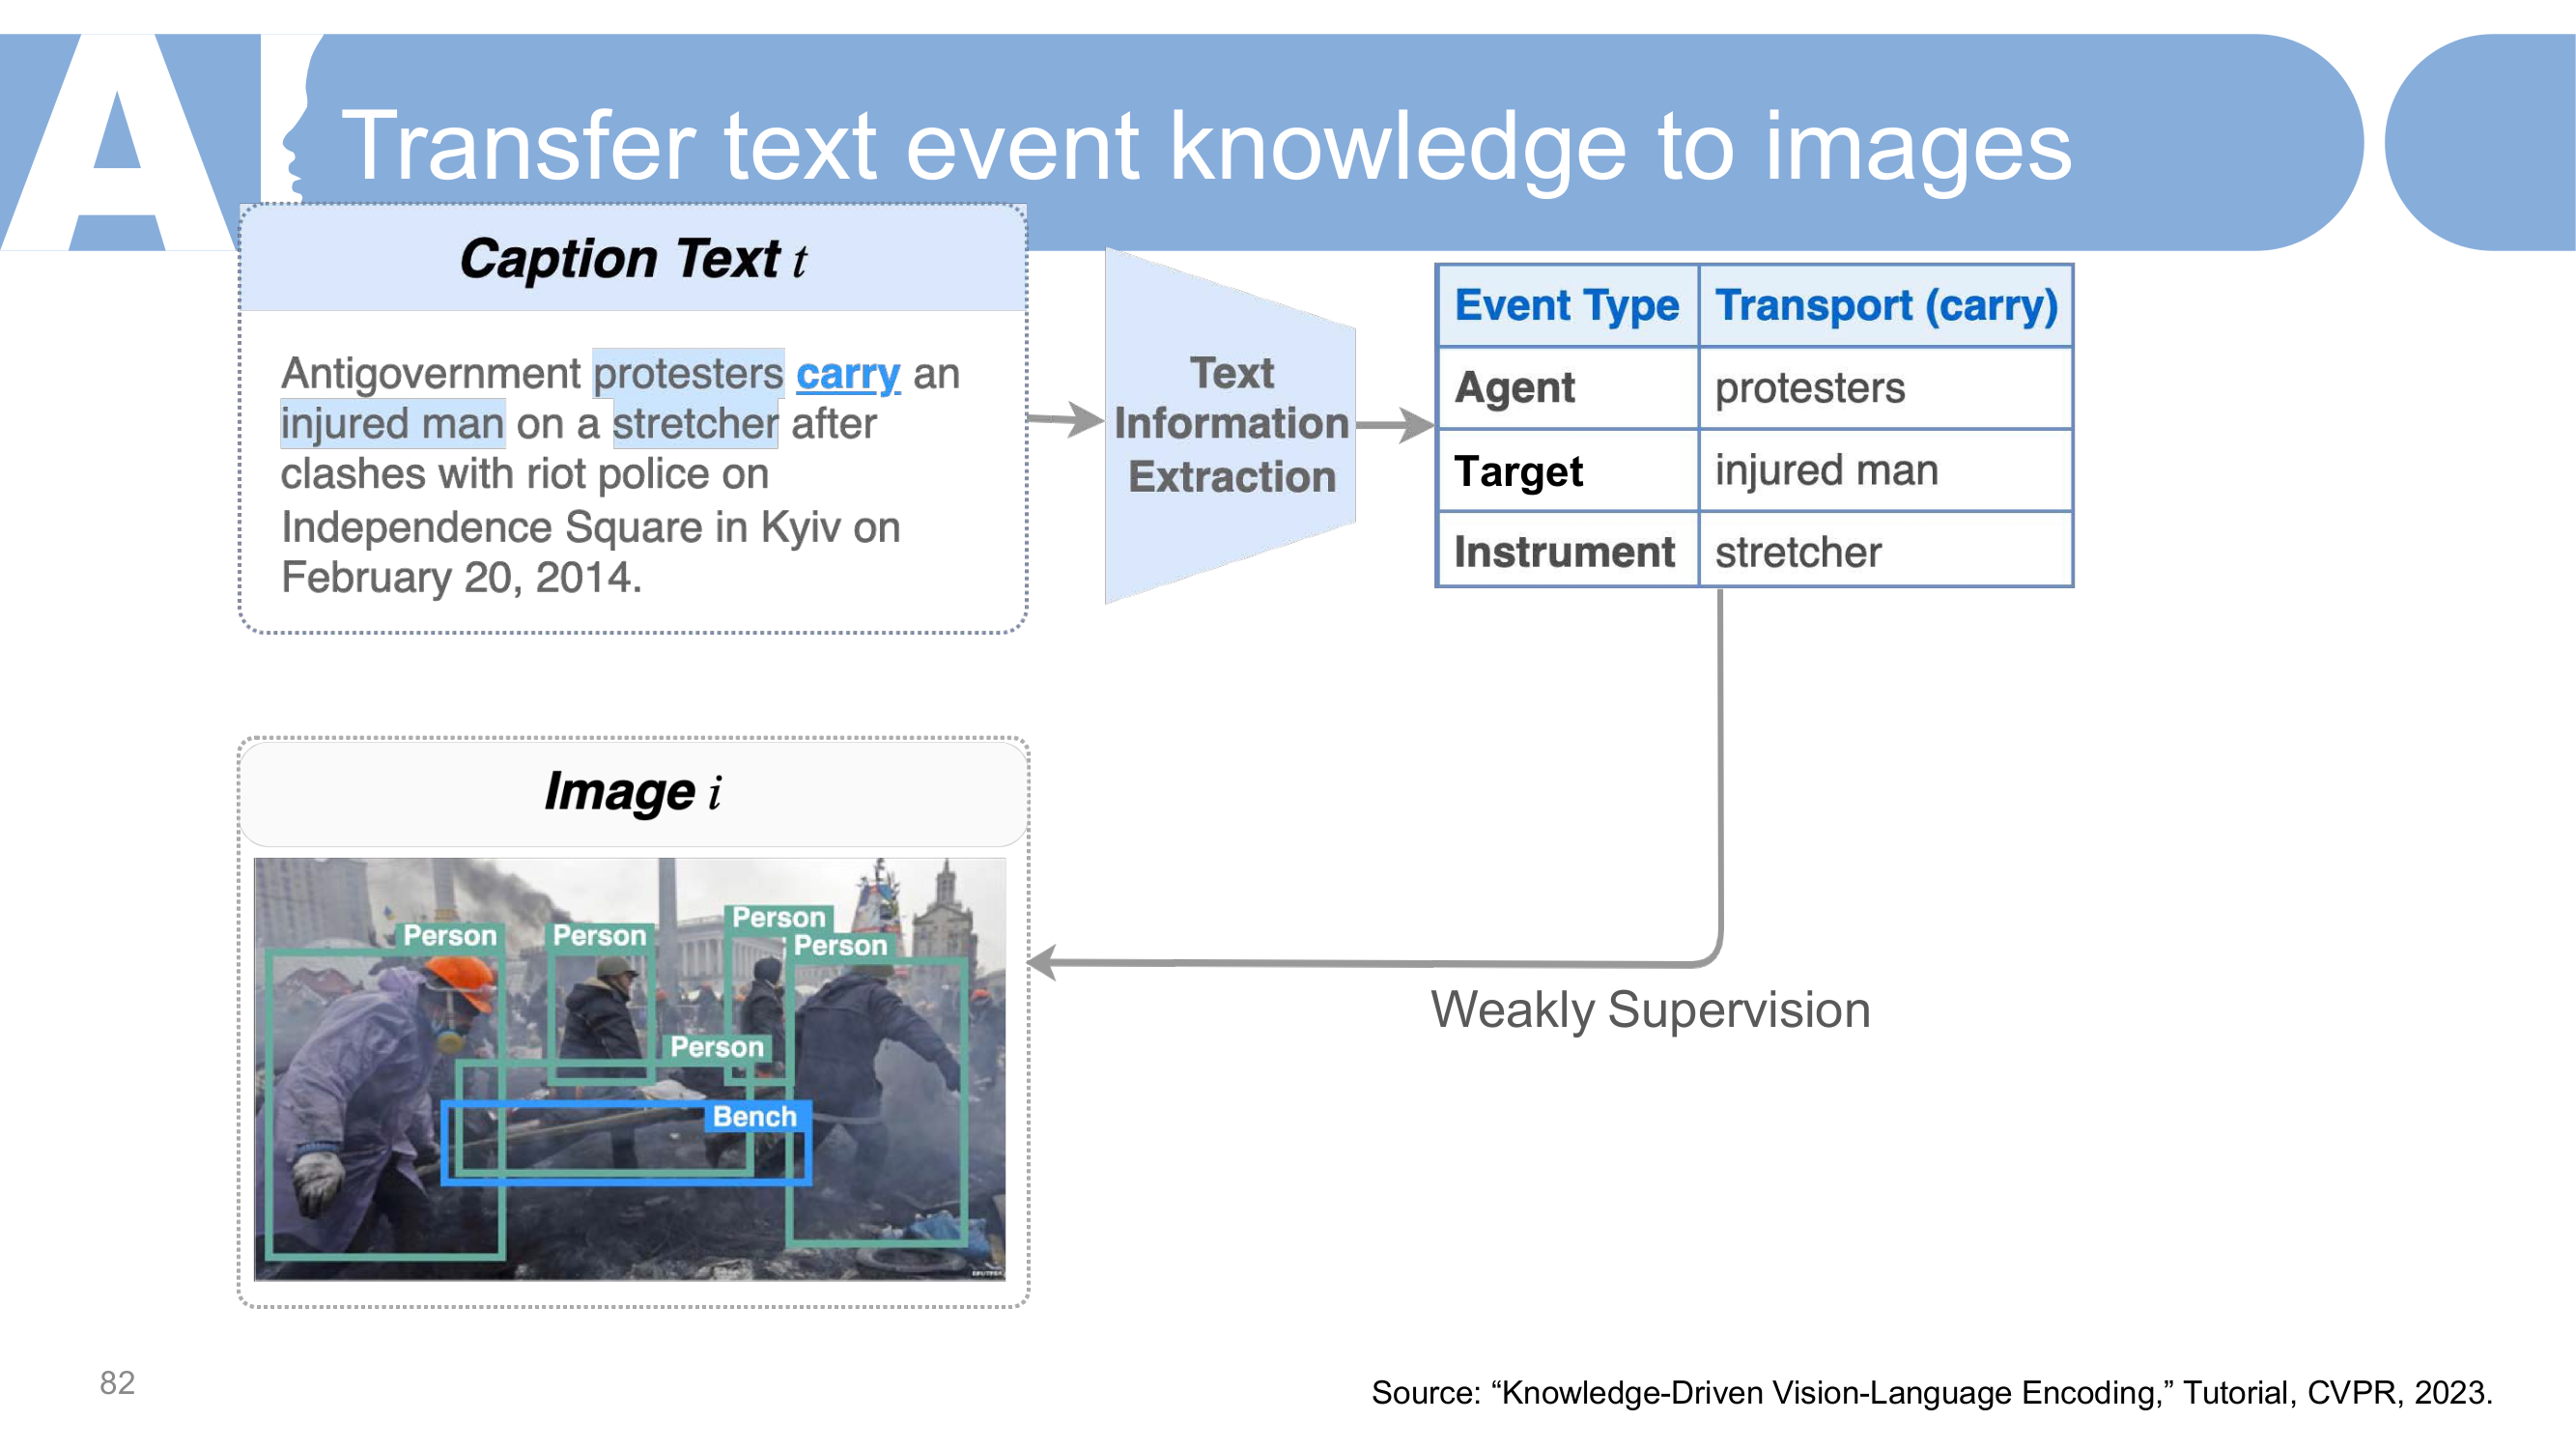 AI
Transfer text event knowledge to images
Caption Text t
Antigovernment protesters carry an
injured man on a stretcher after
clashes with riot police on
Independence Square in Kyiv on
February 20, 2014.
Text
Information
Extraction
Event Type Transport (carry)
Agent protesters
Target injured man
Instrument stretcher
Image i
Person
Person
Person
Person
Person
Bench
Weakly Supervision
82
Source: “Knowledge-Driven Vision-Language Encoding,” Tutorial, CVPR, 2023.